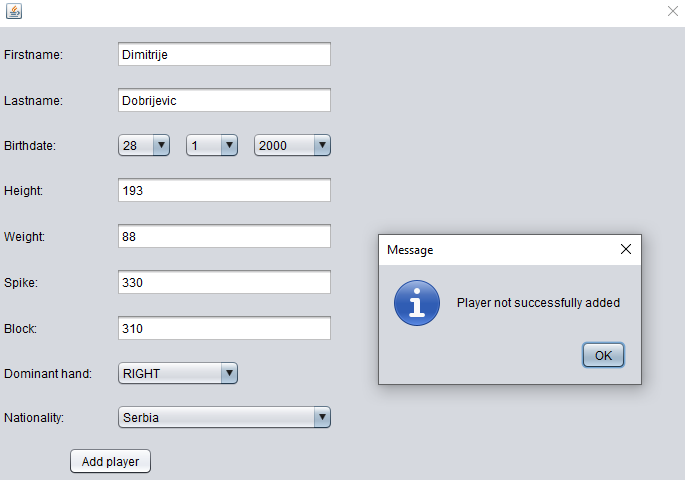 Firstname: Dimitrije
Lastname: Dobrijevic
Birthdate: 28 1 2000
Height: 193
Weight: 88
Spike: 330
Block: 310
Dominant hand: RIGHT
Nationality: Serbia
Add player
Message
Player not successfully added
OK